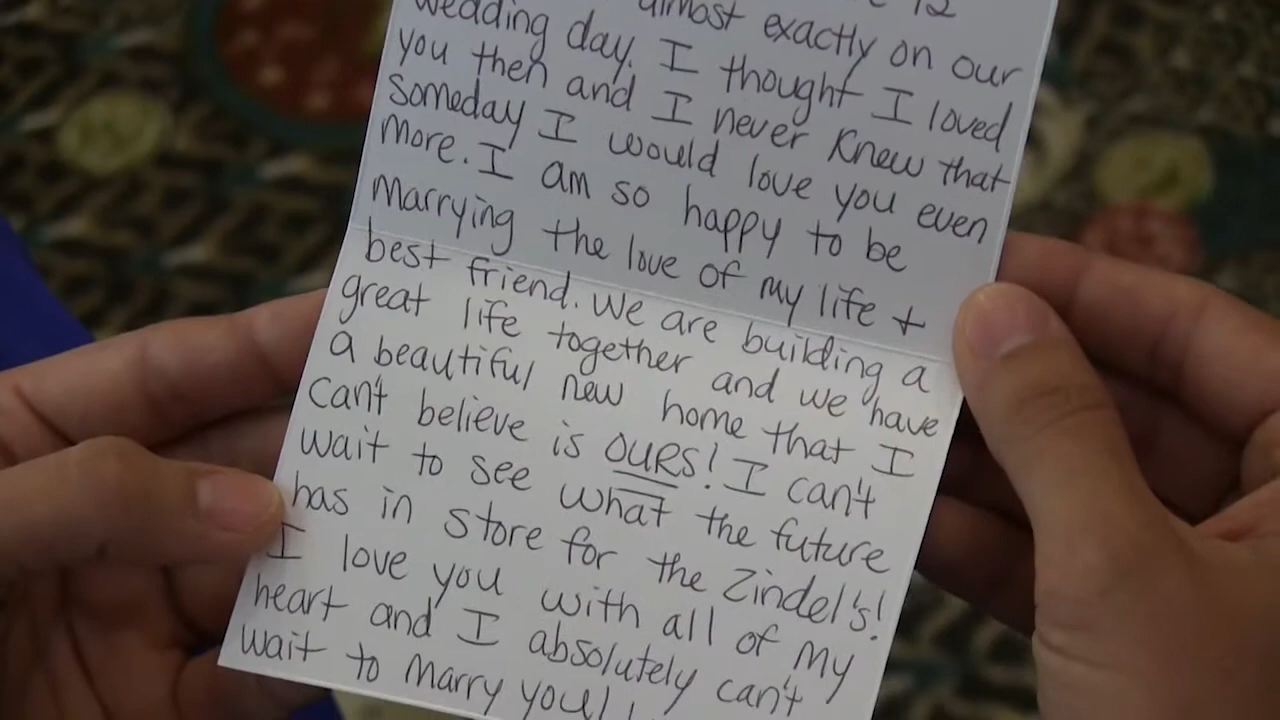 12
almost exactly on our
wedding day. I thought I loved
you then and I never knew that
someday I would love you even
more. I am so happy to be
marrying the love of my life +
best friend. We are building a
great life together and we have
a beautiful new home that I
can't believe is OURS! I can't
wait to see what the future
has in store for the Zindel's!
I love you with all of my
heart and I absolutely can't
wait to marry you!